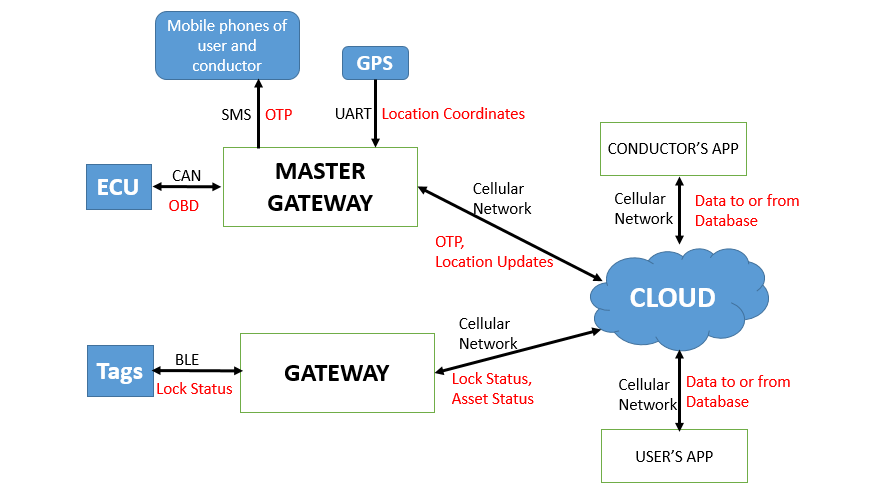 Mobile phones of
user and
conductor
GPS
SMS
OTP
UART
Location Coordinates
ECU
CAN
OBD
MASTER
GATEWAY
Cellular
Network
OTP,
Location Updates
CONDUCTOR'S APP
Cellular
Network
Data to or from
Database
CLOUD
Tags
BLE
Lock Status
GATEWAY
Cellular
Network
Lock Status,
Asset Status
Cellular
Network
Data to or from
Database
USER'S APP